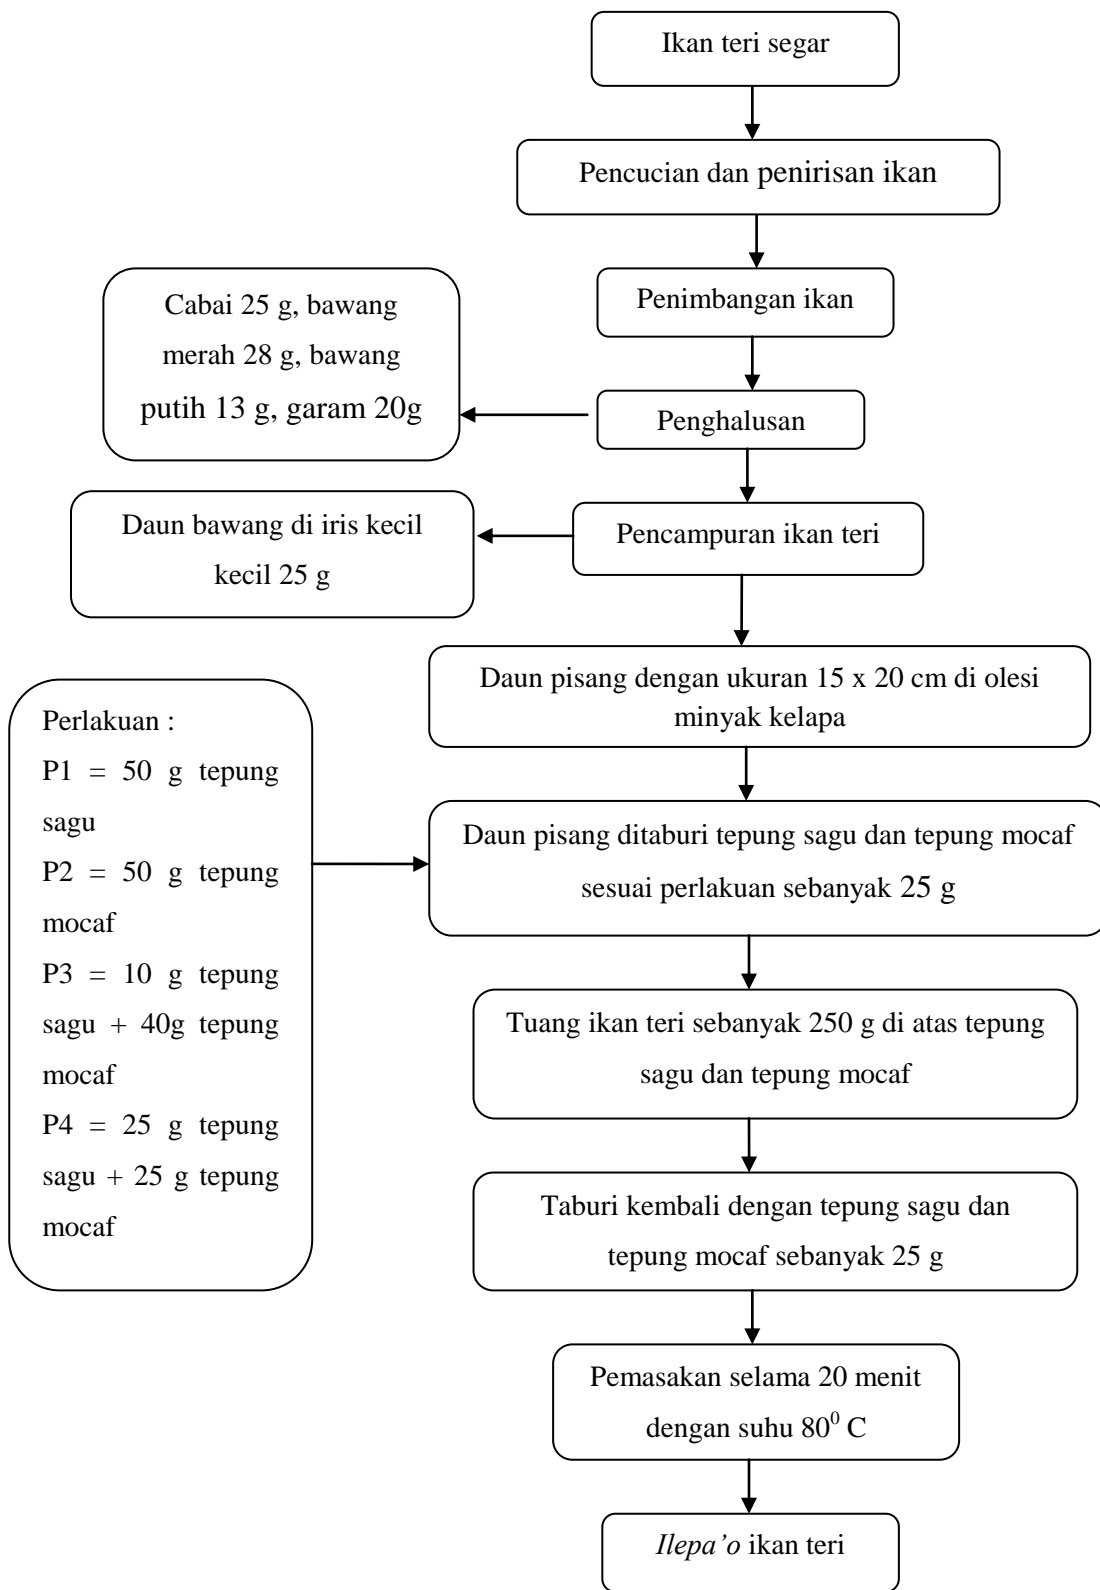 Ikan teri segar
Pencucian dan penirisan ikan
Penimbangan ikan
Cabai 25 g, bawang
merah 28 g, bawang
putih 13 g, garam 20g
Penghalusan
Daun bawang di iris kecil
kecil 25 g
Pencampuran ikan teri
Daun pisang dengan ukuran 15 x 20 cm di olesi
minyak kelapa
Perlakuan :
P1 = 50 g tepung
sagu
P2 = 50 g tepung
mocaf
P3 = 10 g tepung
sagu + 40g tepung
mocaf
P4 = 25 g tepung
sagu + 25 g tepung
mocaf
Daun pisang ditaburi tepung sagu dan tepung mocaf
sesuai perlakuan sebanyak 25 g
Tuang ikan teri sebanyak 250 g di atas tepung
sagu dan tepung mocaf
Taburi kembali dengan tepung sagu dan
tepung mocaf sebanyak 25 g
Pemasakan selama 20 menit
dengan suhu 80⁰ C
Ilepa’o ikan teri